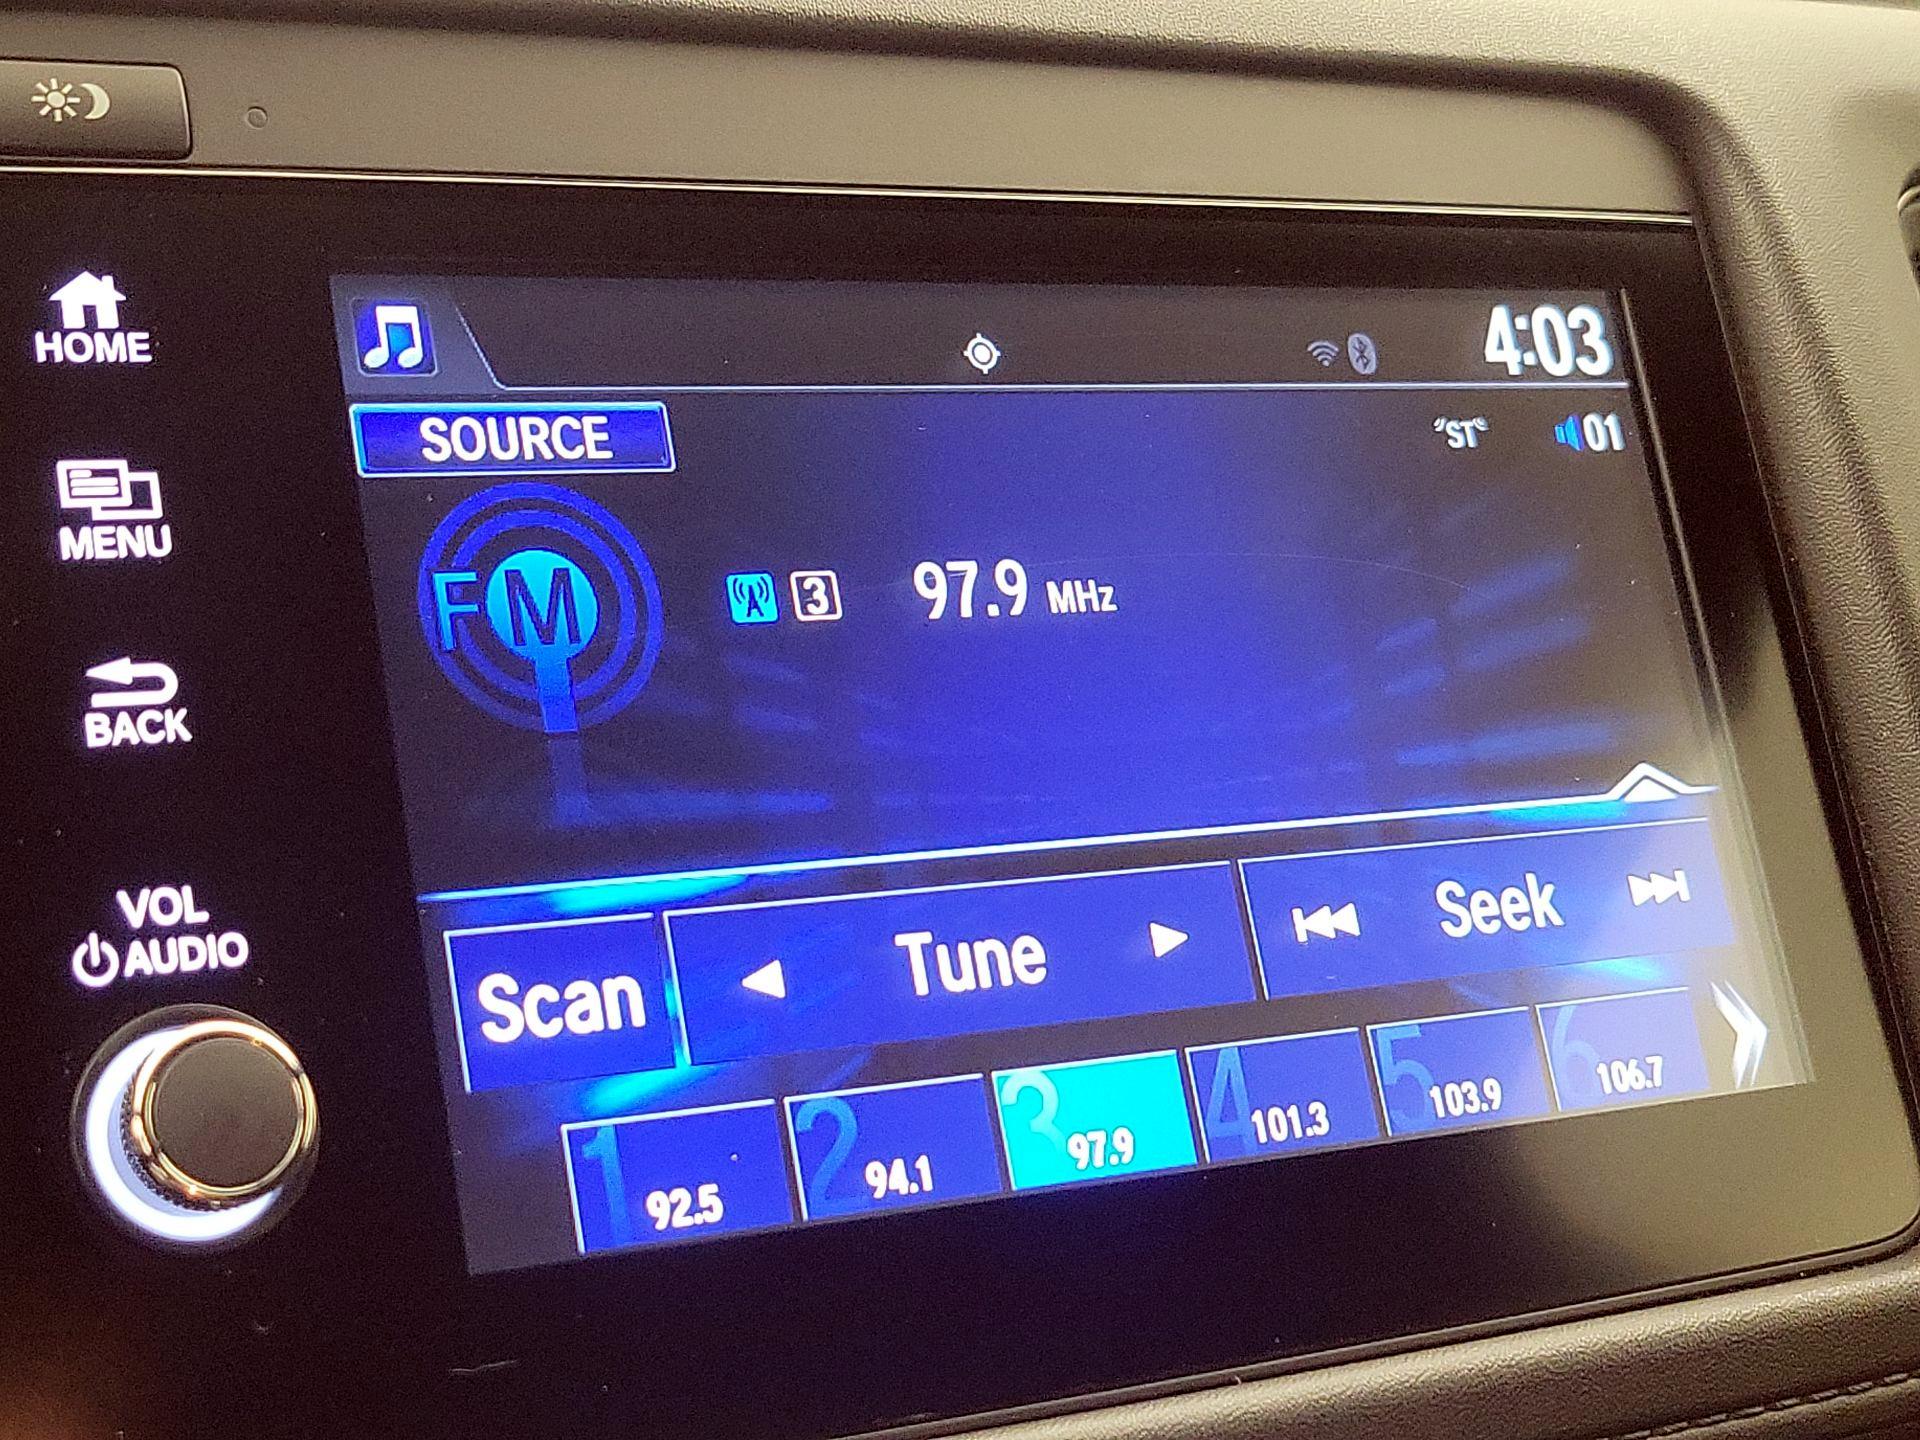 HOME
4:03
SOURCE
"ST"
01
MENU
FM
3
97.9 MHz
BACK
VOL
AUDIO
Scan
Tune
Seek
1 92.5
2 94.1
3 97.9
4 101.3
5 103.9
6 106.7